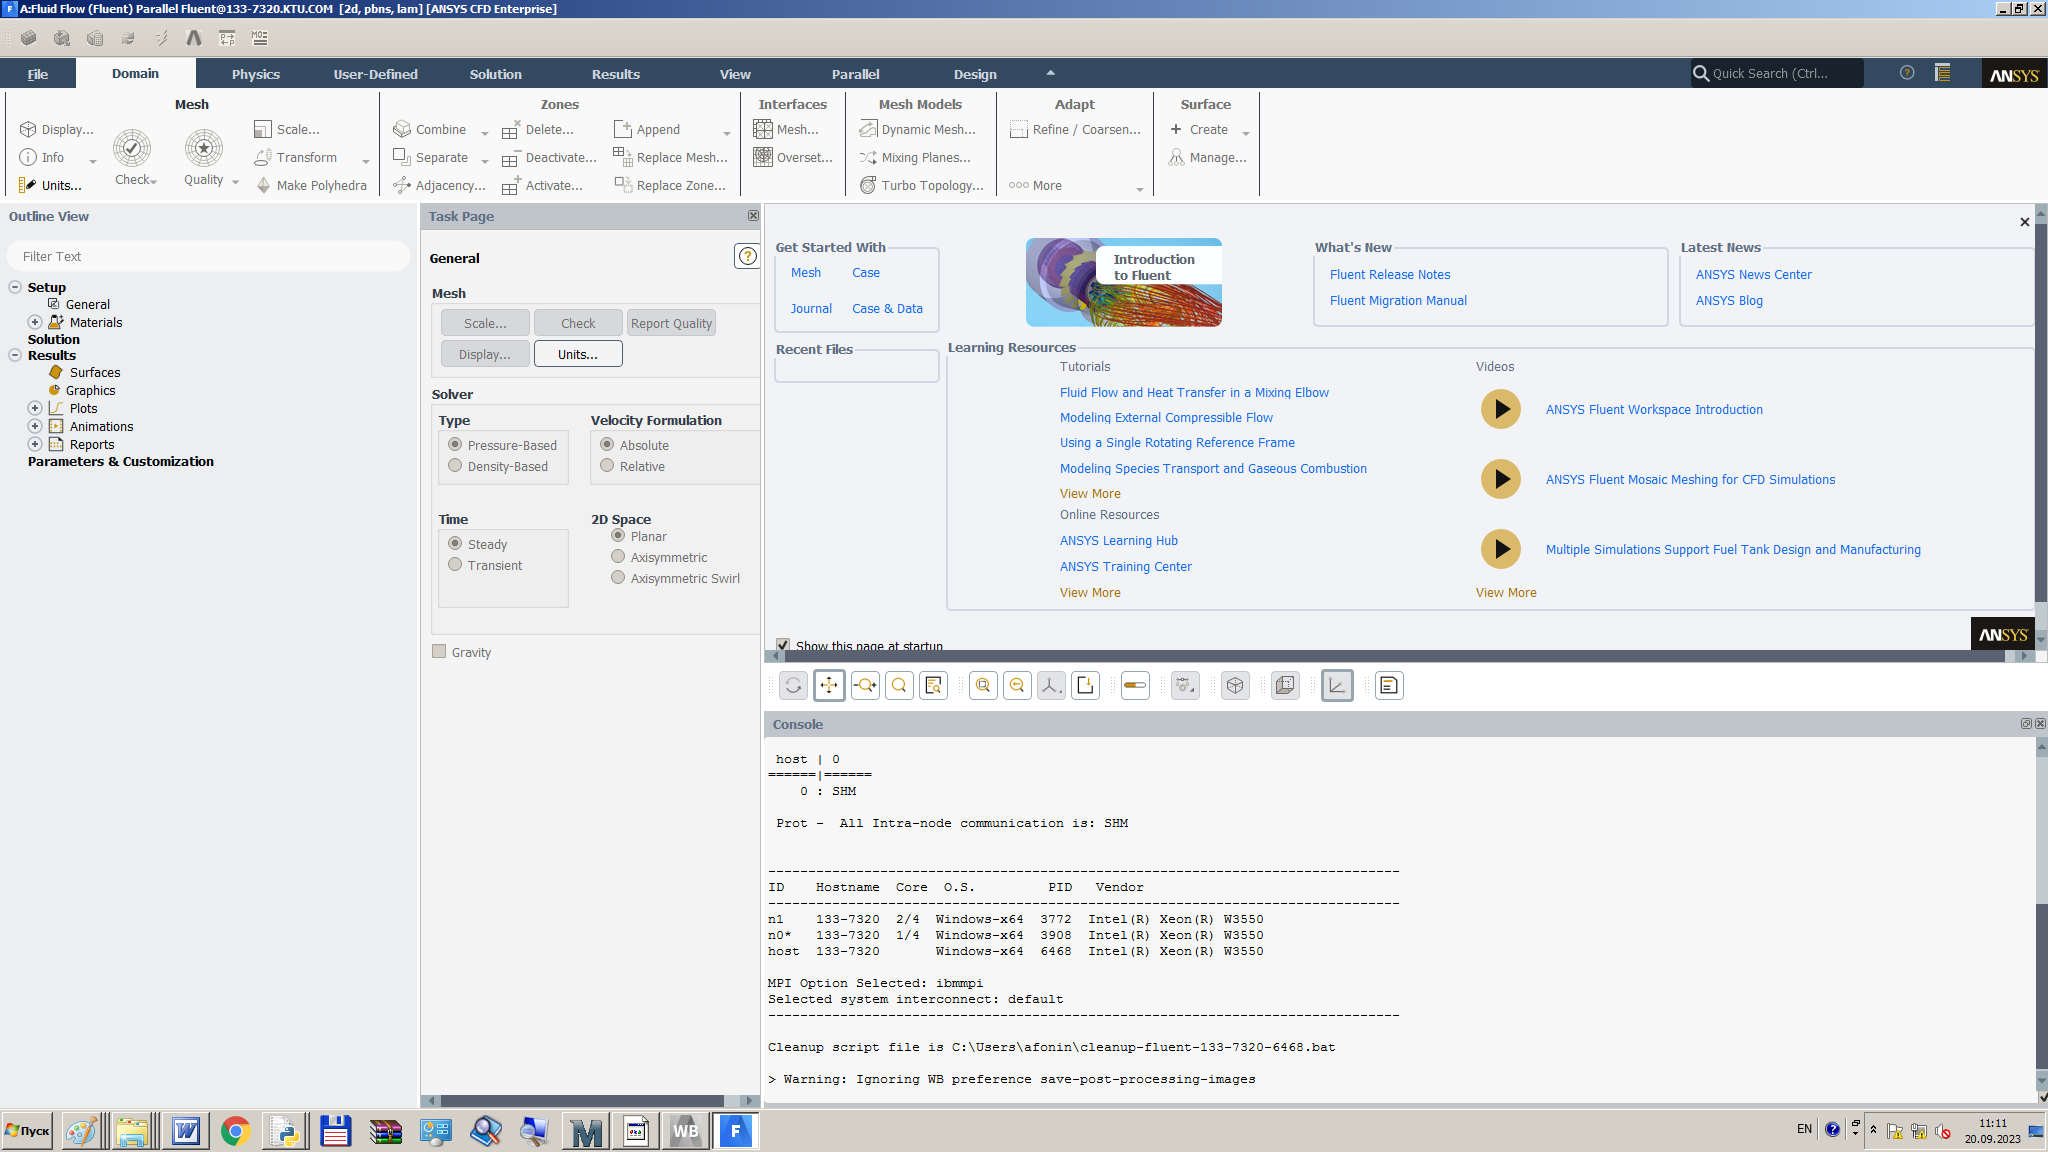 A:Fluid Flow (Fluent) Parallel Fluent@133-7320.KTU.COM [2d, pbns, lam] [ANSYS CFD Enterprise]
File Domain Physics User-Defined Solution Results View Parallel Design Quick Search (Ctrl... ANSYS
Mesh
Display...
Info
Units...
Check
Quality
Scale...
Transform
Make Polyhedra
Zones
Combine
Separate
Adjacency...
Delete...
Deactivate...
Activate...
Append
Replace Mesh...
Replace Zone...
Interfaces
Mesh...
Overset...
Mesh Models
Dynamic Mesh...
Mixing Planes...
Turbo Topology...
Adapt
Refine / Coarsen...
More
Surface
Create
Manage...
Outline View
Filter Text
Setup
General
Materials
Solution
Results
Surfaces
Graphics
Plots
Animations
Reports
Parameters & Customization
Task Page
General
Mesh
Scale... Check Report Quality
Display... Units...
Solver
Type
Pressure-Based
Density-Based
Velocity Formulation
Absolute
Relative
Time
Steady
Transient
2D Space
Planar
Axisymmetric
Axisymmetric Swirl
Gravity
Get Started With
Mesh Case
Journal Case & Data
Recent Files
Introduction
to Fluent
What's New
Fluent Release Notes
Fluent Migration Manual
Latest News
ANSYS News Center
ANSYS Blog
Learning Resources
Tutorials
Fluid Flow and Heat Transfer in a Mixing Elbow
Modeling External Compressible Flow
Using a Single Rotating Reference Frame
Modeling Species Transport and Gaseous Combustion
View More
Online Resources
ANSYS Learning Hub
ANSYS Training Center
View More
Videos
ANSYS Fluent Workspace Introduction
ANSYS Fluent Mosaic Meshing for CFD Simulations
Multiple Simulations Support Fuel Tank Design and Manufacturing
View More
Show this page at startup
ANSYS
Console
host | 0
======|======
0 : SHM
Prot - All Intra-node communication is: SHM
-------------------------------------------------------------------------------
ID Hostname Core O.S. PID Vendor
-------------------------------------------------------------------------------
n1 133-7320 2/4 Windows-x64 3772 Intel(R) Xeon(R) W3550
n0* 133-7320 1/4 Windows-x64 3908 Intel(R) Xeon(R) W3550
host 133-7320 Windows-x64 6468 Intel(R) Xeon(R) W3550
MPI Option Selected: ibmmpi
Selected system interconnect: default
-------------------------------------------------------------------------------
Cleanup script file is C:\Users\afonin\cleanup-fluent-133-7320-6468.bat
> Warning: Ignoring WB preference save-post-processing-images
Пуск
WB
F
EN
11:11
20.09.2023